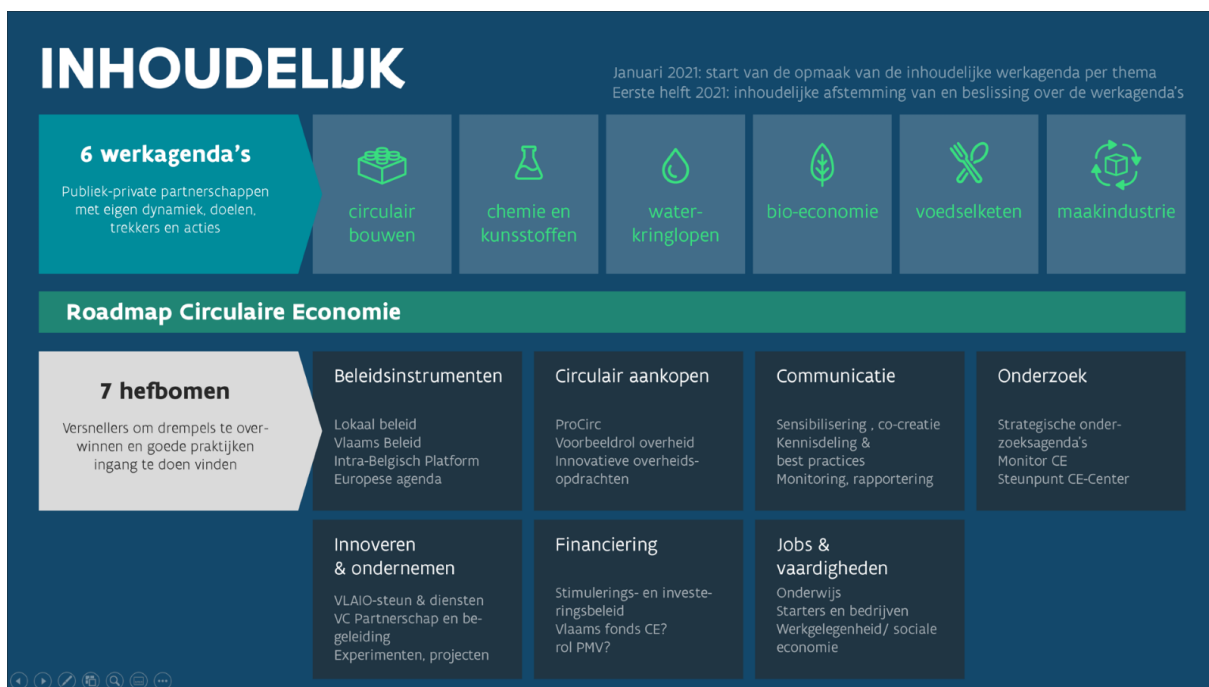 INHOUDELIJK
Januari 2021: start van de opmaak van de inhoudelijke werkagenda per thema
Eerste helft 2021: inhoudelijke afstemming van en beslissing over de werkagenda's
6 werkagenda's
Publiek-private partnerschappen
met eigen dynamiek, doelen,
trekkers en acties
circulair
bouwen
chemie en
kunsstoffen
water-
kringlopen
bio-economie
voedselketen
maakindustrie
Roadmap Circulaire Economie
7 hefbomen
Versnellers om drempels te over-
winnen en goede praktijken
ingang te doen vinden
Beleidsinstrumenten
Lokaal beleid
Vlaams Beleid
Intra-Belgisch Platform
Europese agenda
Circulair aankopen
ProCirc
Voorbeeldrol overheid
Innovatieve overheids-
opdrachten
Communicatie
Sensibilisering , co-creatie
Kennisdeling &
best practices
Monitoring, rapportering
Onderzoek
Strategische onder-
zoeksagenda's
Monitor CE
Steunpunt CE-Center
Innoveren
& ondernemen
VLAIO-steun & diensten
VC Partnerschap en be-
geleiding
Experimenten, projecten
Financiering
Stimulerings- en investe-
ringsbeleid
Vlaams fonds CE?
rol PMV?
Jobs &
vaardigheden
Onderwijs
Starters en bedrijven
Werkgelegenheid/ sociale
economie